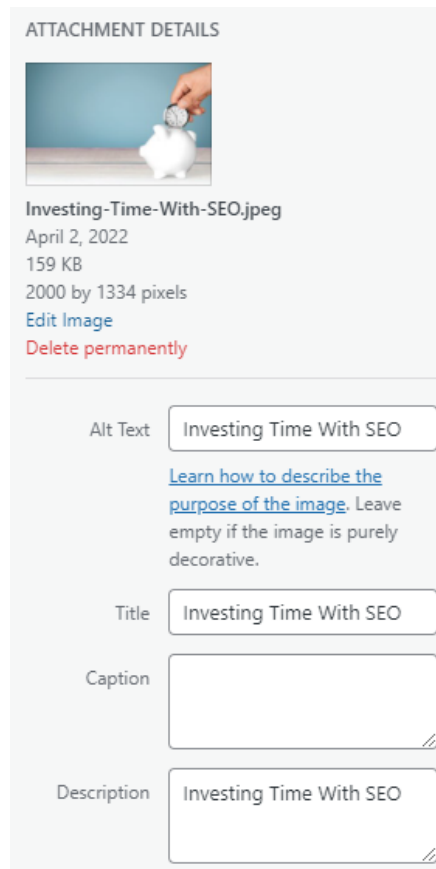 ATTACHMENT DETAILS
Investing-Time-With-SEO.jpeg
April 2, 2022
159 KB
2000 by 1334 pixels
Edit Image
Delete permanently
Alt Text
Investing Time With SEO
Learn how to describe the
purpose of the image. Leave
empty if the image is purely
decorative.
Title
Investing Time With SEO
Caption
Description
Investing Time With SEO